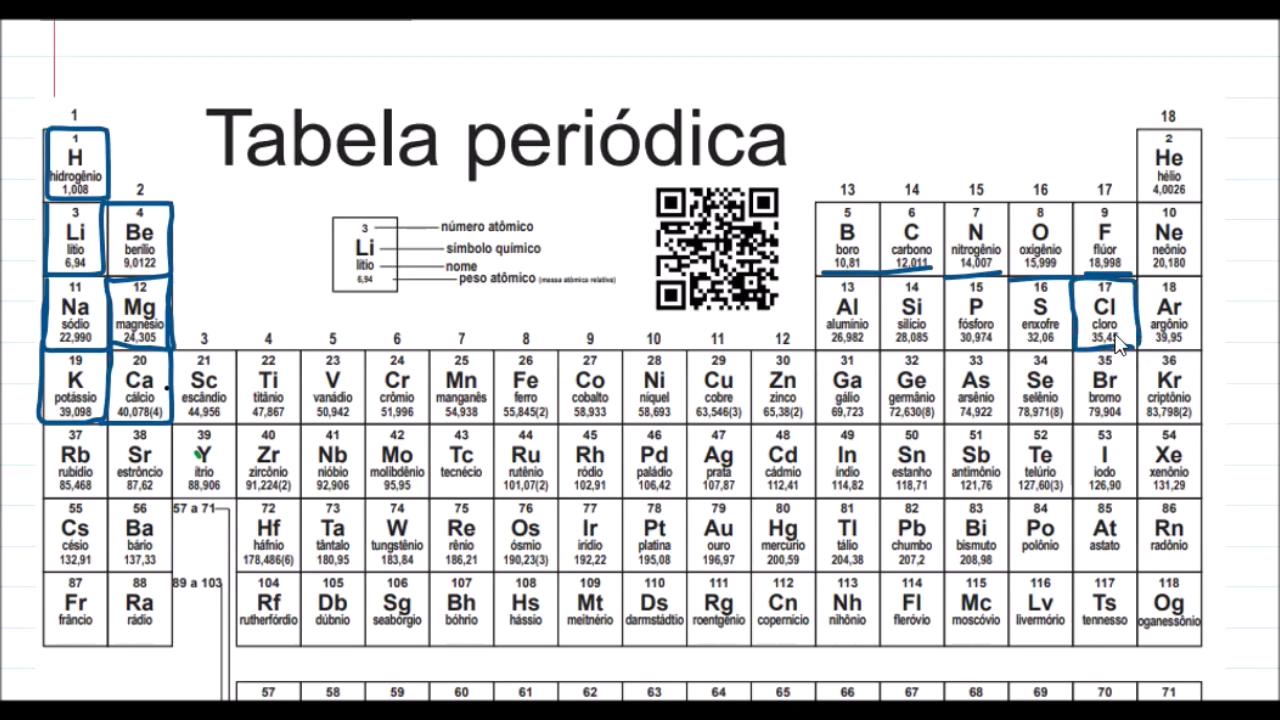 Tabela periódica
1 18
1 2
H He
hidrogênio hélio
1,008 2 13 14 15 16 17 4,0026
3 4 5 6 7 8 9 10
Li Be B C N O F Ne
lítio berílio boro carbono nitrogênio oxigênio flúor neônio
6,94 9,0122 10,81 12,011 14,007 15,999 18,998 20,180
3 número atômico
Li símbolo químico
lítio nome
6,94 peso atômico (massa atômica relativa)
11 12 13 14 15 16 17 18
Na Mg Al Si P S Cl Ar
sódio magnésio alumínio silício fósforo enxofre cloro argônio
22,990 24,305 26,982 28,085 30,974 32,06 39,95
3 4 5 6 7 8 9 10 11 12
19 20 21 22 23 24 25 26 27 28 29 30 31 32 33 34 35 36
K Ca Sc Ti V Cr Mn Fe Co Ni Cu Zn Ga Ge As Se Br Kr
potássio cálcio escândio titânio vanádio crômio manganês ferro cobalto níquel cobre zinco gálio germânio arsênio selênio bromo criptônio
39,098 40,078(4) 44,956 47,867 50,942 51,996 54,938 55,845(2) 58,933 58,693 63,546(3) 65,38(2) 69,723 72,630(8) 74,922 78,971(8) 79,904 83,798(2)
37 38 39 40 41 42 43 44 45 46 47 48 49 50 51 52 53 54
Rb Sr Y Zr Nb Mo Tc Ru Rh Pd Ag Cd In Sn Sb Te I Xe
rubídio estrôncio ítrio zircônio nióbio molibdênio tecnécio rutênio ródio paládio prata cádmio índio estanho antimônio telúrio iodo xenônio
85,468 87,62 88,906 91,224(2) 92,906 95,95 101,07(2) 102,91 106,42 107,87 112,41 114,82 118,71 121,76 127,60(3) 126,90 131,29
55 56 57 a 71 72 73 74 75 76 77 78 79 80 81 82 83 84 85 86
Cs Ba Hf Ta W Re Os Ir Pt Au Hg Tl Pb Bi Po At Rn
césio bário háfnio tântalo tungstênio rênio ósmio irídio platina ouro mercúrio tálio chumbo bismuto polônio astato radônio
132,91 137,33 178,486(6) 180,95 183,84 186,21 190,23(3) 192,22 195,08 196,97 200,59 204,38 207,2 208,98
87 88 89 a 103 104 105 106 107 108 109 110 111 112 113 114 115 116 117 118
Fr Ra Rf Db Sg Bh Hs Mt Ds Rg Cn Nh Fl Mc Lv Ts Og
frâncio rádio rutherfórdio dúbnio seabórgio bóhrio hássio meitnério darmstádtio roentgênio copernício nihônio fleróvio moscóvio livermório tennesso oganessônio
57 58 59 60 61 62 63 64 65 66 67 68 69 70 71